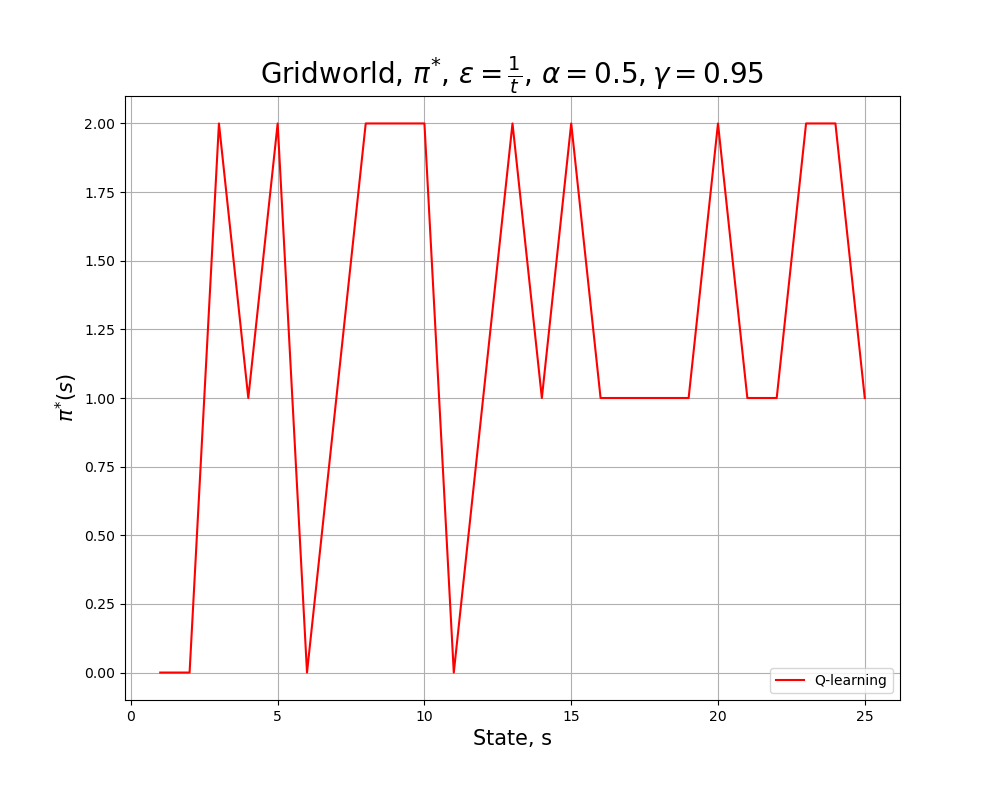 Gridworld, π*, ε = 1/t, α = 0.5, γ = 0.95
2.00
1.75
1.50
1.25
1.00
0.75
0.50
0.25
0.00
π*(s)
Q-learning
0 5 10 15 20 25
State, s